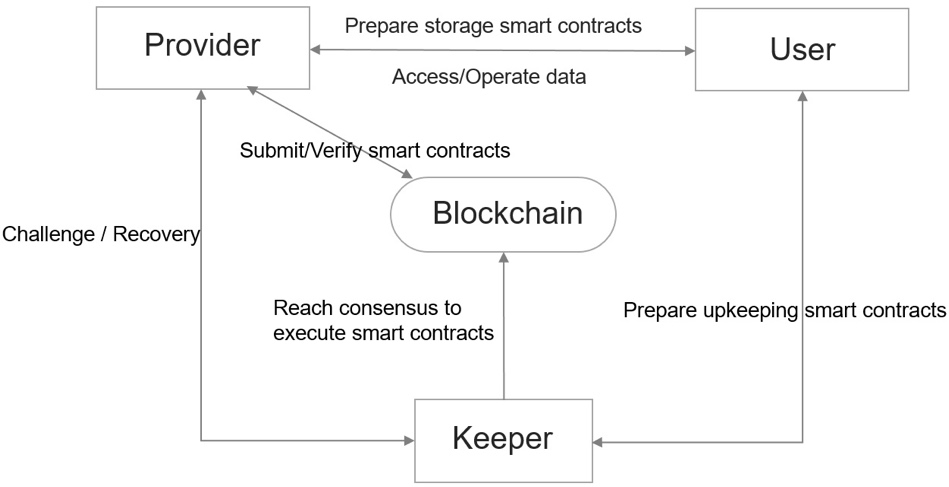 Prepare storage smart contracts
Provider
User
Access/Operate data
Submit/Verify smart contracts
Blockchain
Challenge / Recovery
Reach consensus to
execute smart contracts
Prepare upkeeping smart contracts
Keeper